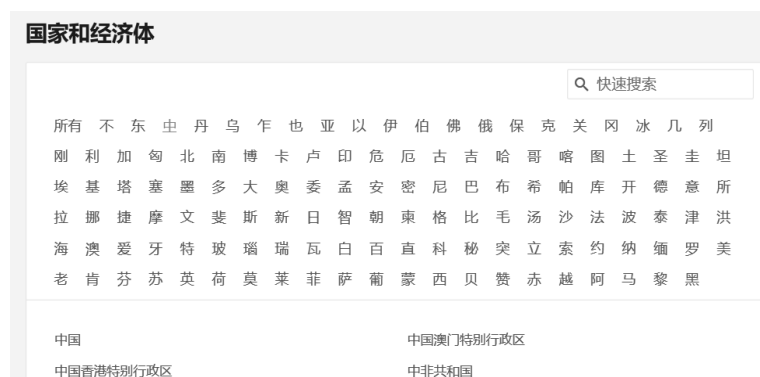 国家和经济体
快速搜索
所有 不 东 中 丹 乌 乍 也 亚 以 伊 伯 佛 俄 保 克 关 冈 冰 几 列
刚 利 加 匈 北 南 博 卡 卢 印 危 厄 古 吉 哈 哥 喀 图 土 圣 圭 坦
埃 基 塔 塞 墨 多 大 奥 委 孟 安 密 尼 巴 布 希 帕 库 开 德 意 所
拉 挪 捷 摩 文 斐 斯 新 日 智 朝 柬 格 比 毛 汤 沙 法 波 泰 津 洪
海 澳 爱 牙 特 玻 瑙 瑞 瓦 白 百 直 科 秘 突 立 索 约 纳 缅 罗 美
老 肯 芬 苏 英 荷 莫 莱 菲 萨 葡 蒙 西 贝 赞 赤 越 阿 马 黎 黑
中国 中国澳门特别行政区
中国香港特别行政区 中非共和国